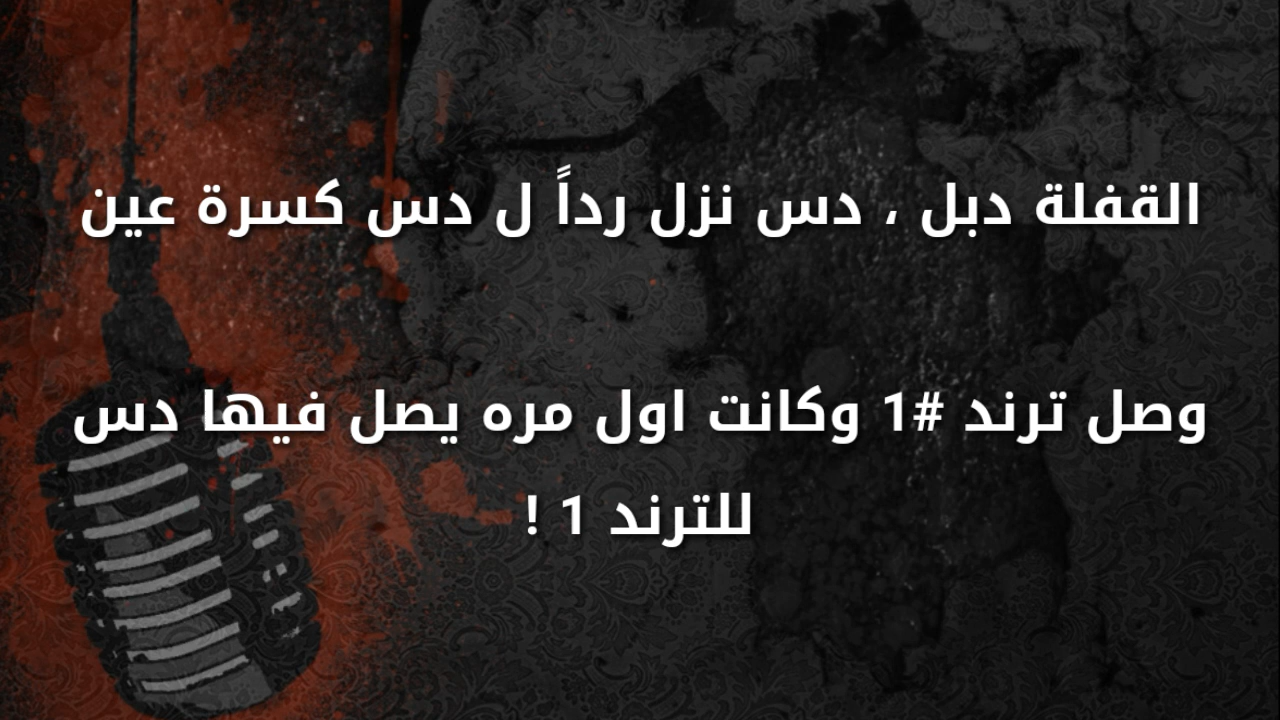 القفلة دبل ، دس نزل رداً ل دس كسرة عين
وصل ترند #1 وكانت اول مره يصل فيها دس
للترند 1 !